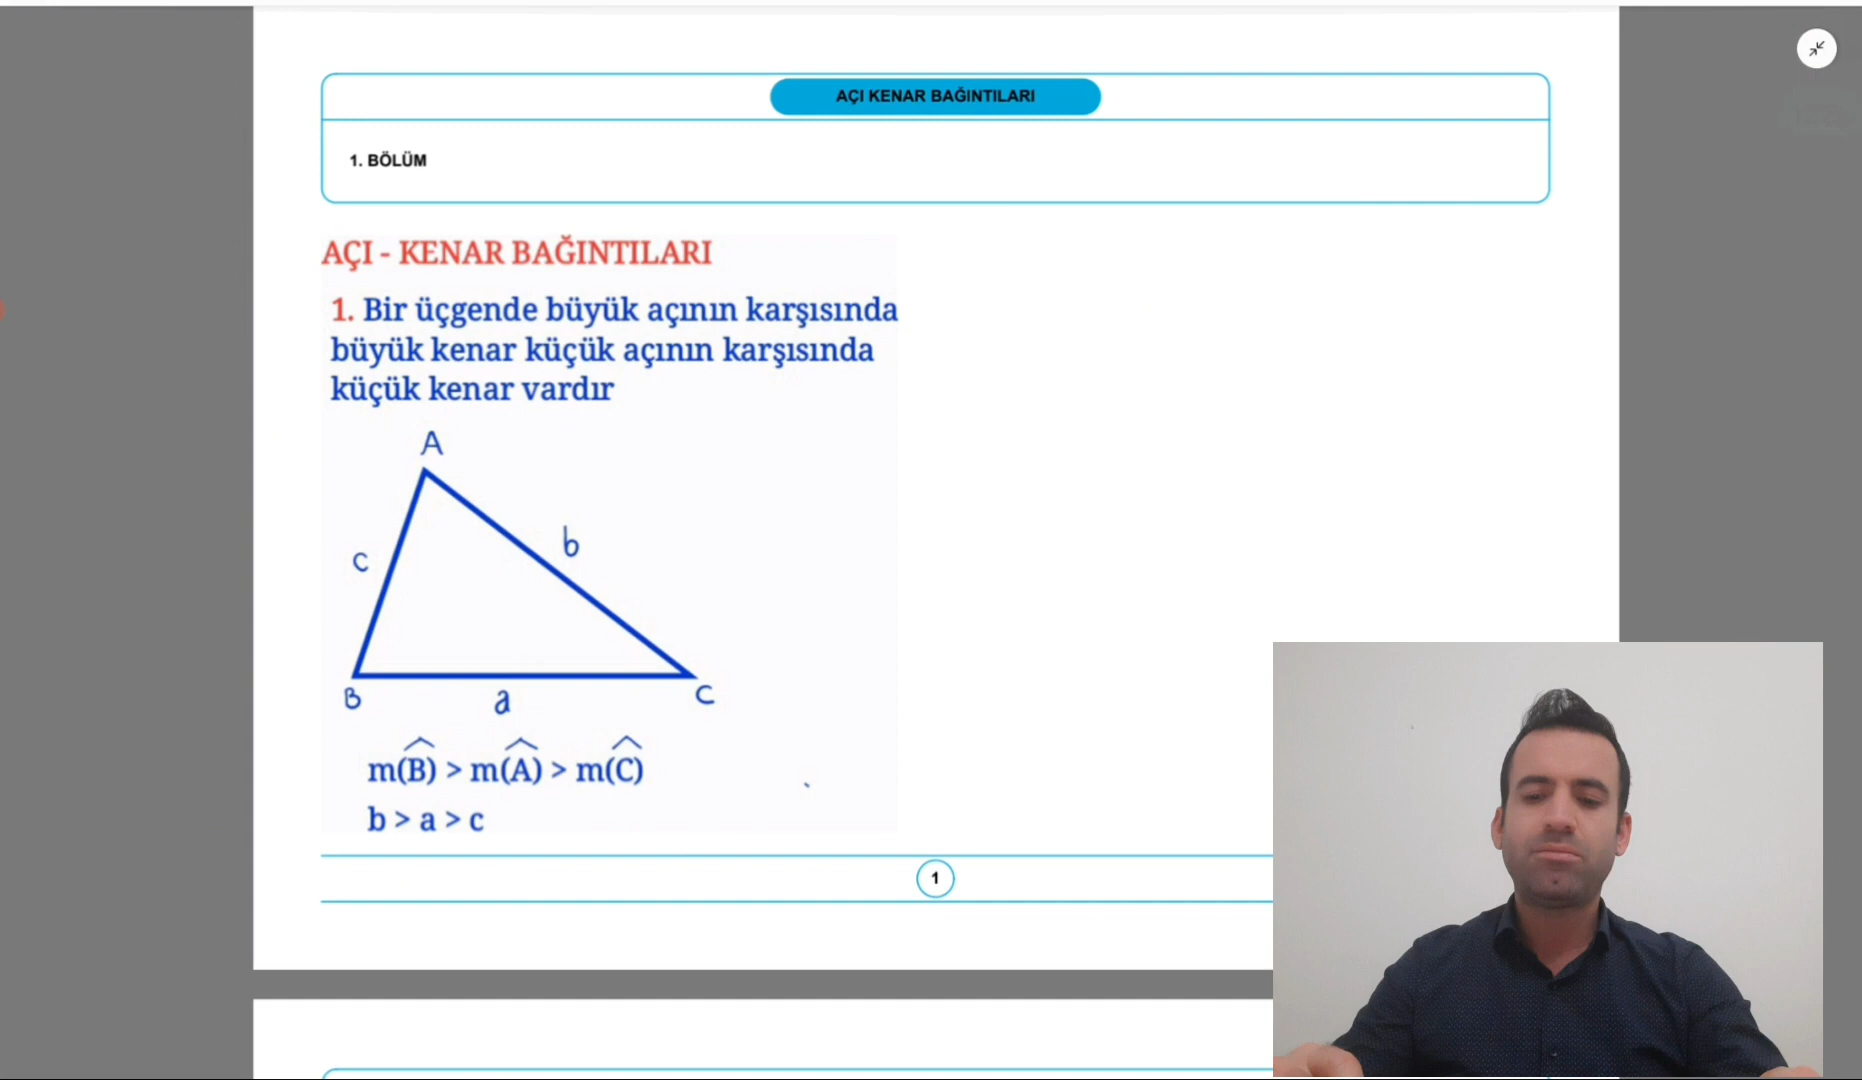 AÇI KENAR BAĞINTILARI
1. BÖLÜM
AÇI - KENAR BAĞINTILARI
1. Bir üçgende büyük açının karşısında
büyük kenar küçük açının karşısında
küçük kenar vardır
A
c
b
B
a
C
m(B) > m(A) > m(C)
b > a > c
1